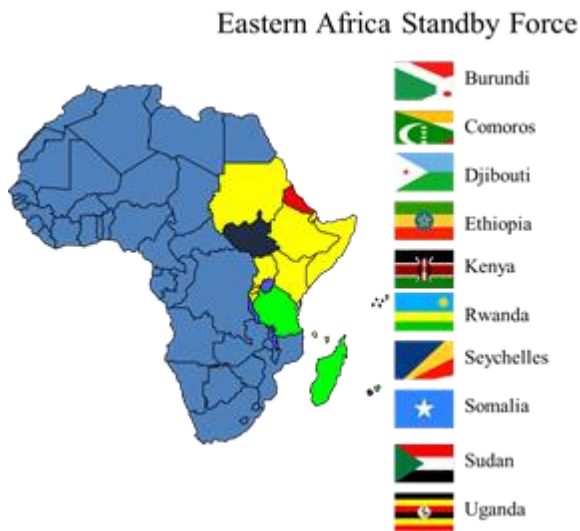 Eastern Africa Standby Force
Burundi
Comoros
Djibouti
Ethiopia
Kenya
Rwanda
Seychelles
Somalia
Sudan
Uganda